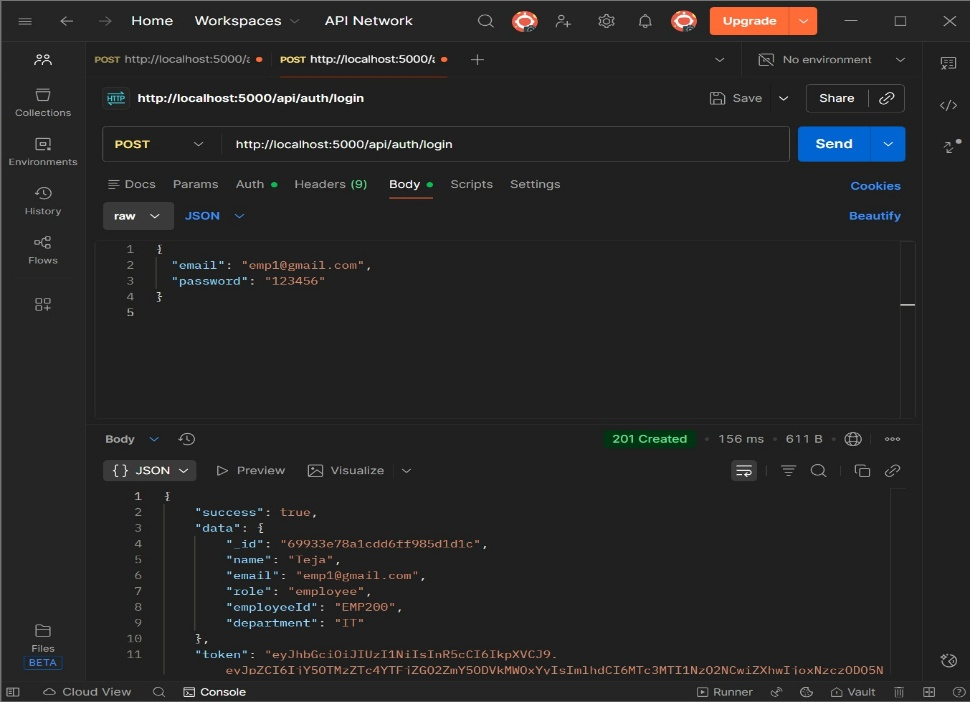 Home Workspaces API Network Upgrade
POST http://localhost:5000/a POST http://localhost:5000/a No environment
HTTP http://localhost:5000/api/auth/login Save Share
Collections
POST http://localhost:5000/api/auth/login Send
Environments
Docs Params Auth Headers (9) Body Scripts Settings Cookies
History
raw JSON Beautify
Flows
1 {
2 "email": "emp1@gmail.com",
3 "password": "123456"
4 }
5
Body 201 Created 156 ms 611 B
{} JSON Preview Visualize
1 {
2 "success": true,
3 "data": {
4 "_id": "69933e78a1cdd6ff985d1d1c",
5 "name": "Teja",
6 "email": "emp1@gmail.com",
7 "role": "employee",
8 "employeeId": "EMP200",
9 "department": "IT"
10 },
11 "token": "eyJhbGciOiJIUzI1NiIsInR5cCI6IkpXVCJ9.
Files
BETA
Cloud View Console Runner Vault